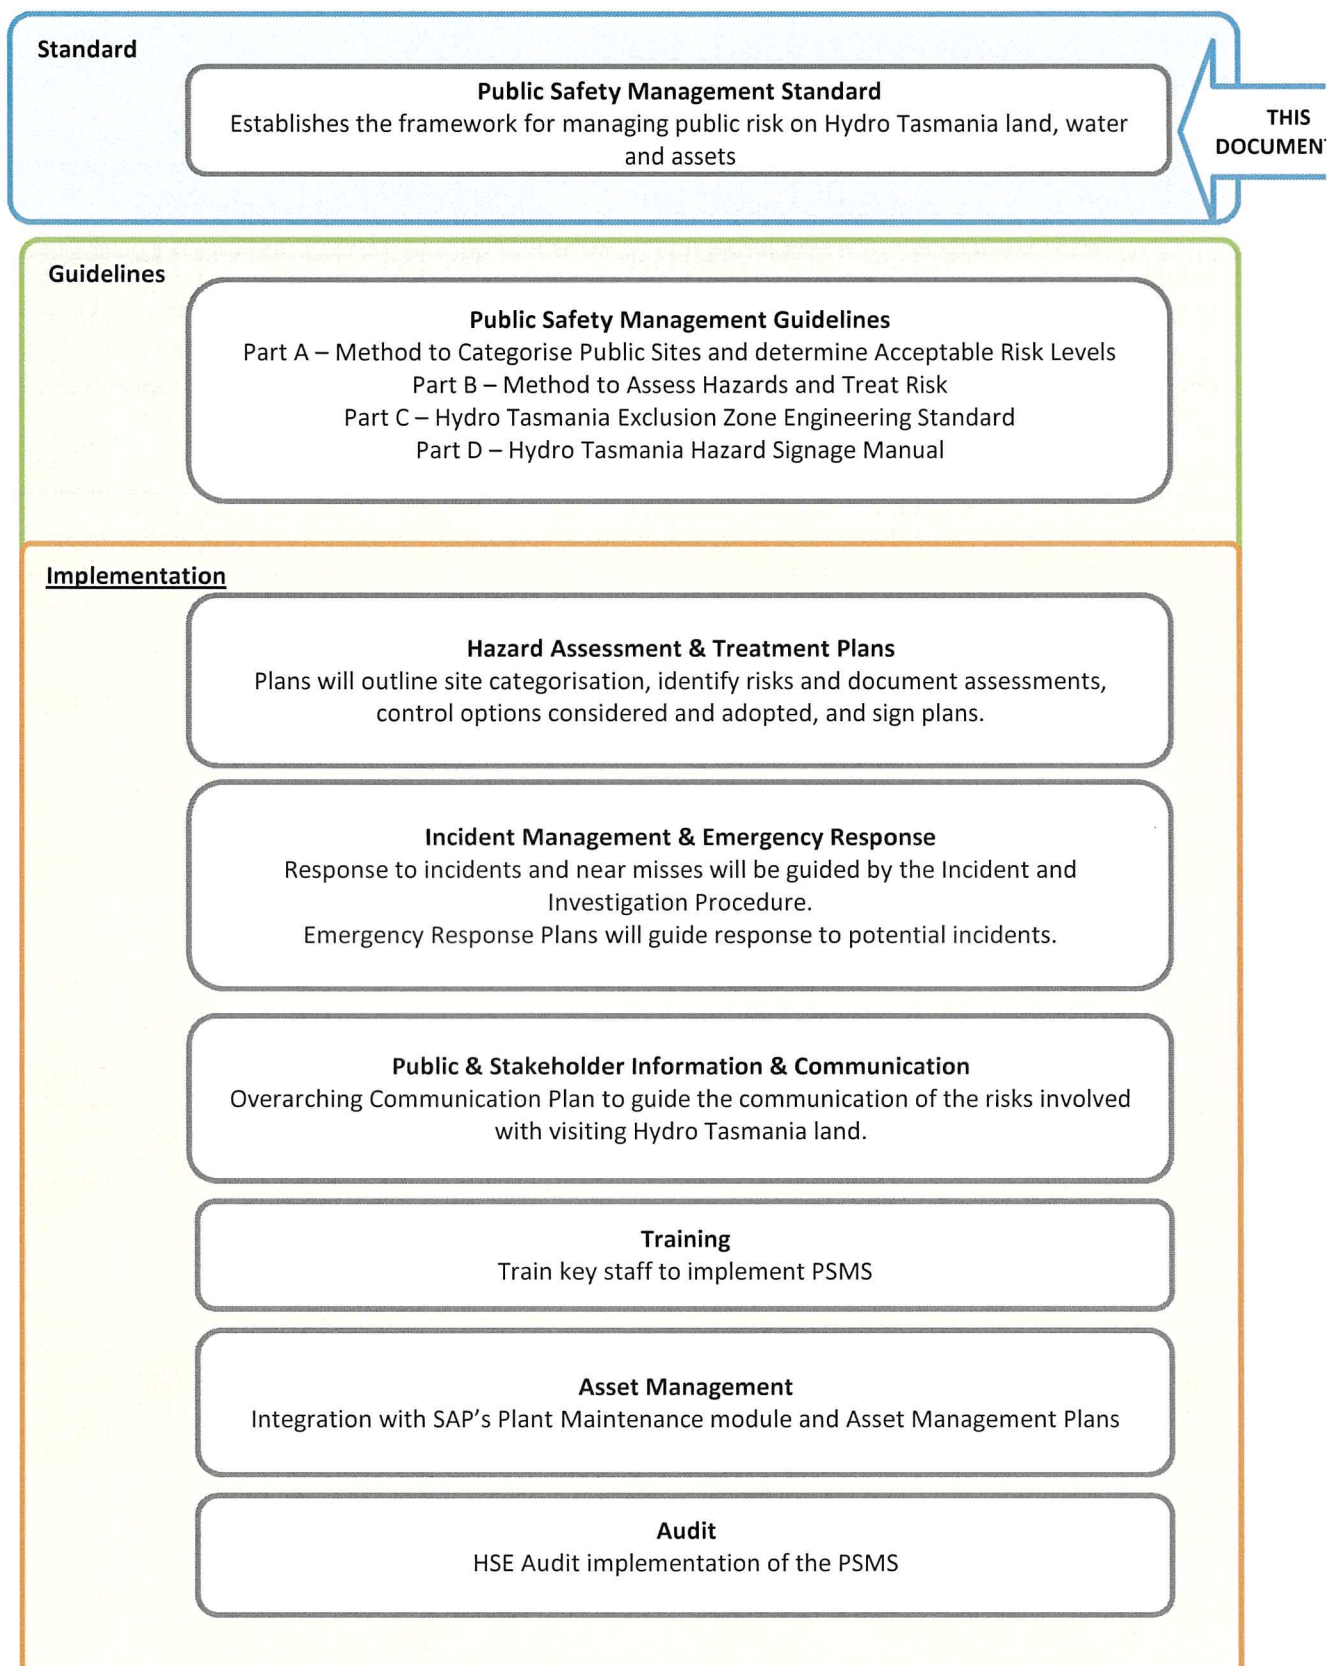 Standard
Public Safety Management Standard
Establishes the framework for managing public risk on Hydro Tasmania land, water
and assets
THIS
DOCUMEN
Guidelines
Public Safety Management Guidelines
Part A – Method to Categorise Public Sites and determine Acceptable Risk Levels
Part B – Method to Assess Hazards and Treat Risk
Part C – Hydro Tasmania Exclusion Zone Engineering Standard
Part D – Hydro Tasmania Hazard Signage Manual
Implementation
Hazard Assessment & Treatment Plans
Plans will outline site categorisation, identify risks and document assessments,
control options considered and adopted, and sign plans.
Incident Management & Emergency Response
Response to incidents and near misses will be guided by the Incident and
Investigation Procedure.
Emergency Response Plans will guide response to potential incidents.
Public & Stakeholder Information & Communication
Overarching Communication Plan to guide the communication of the risks involved
with visiting Hydro Tasmania land.
Training
Train key staff to implement PSMS
Asset Management
Integration with SAP's Plant Maintenance module and Asset Management Plans
Audit
HSE Audit implementation of the PSMS